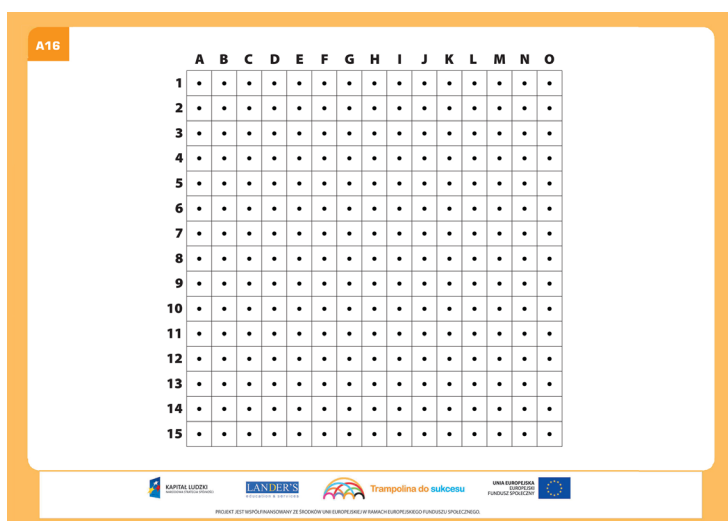 A16
A B C D E F G H I J K L M N O
1
2
3
4
5
6
7
8
9
10
11
12
13
14
15
KAPITAŁ LUDZKI
NARODOWA STRATEGIA SPÓJNOŚCI
LANDER'S
education & services
Trampolina do sukcesu
UNIA EUROPEJSKA
EUROPEJSKI
FUNDUSZ SPOŁECZNY
PROJEKT JEST WSPÓŁFINANSOWANY ZE ŚRODKÓW UNII EUROPEJSKIEJ W RAMACH EUROPEJSKIEGO FUNDUSZU SPOŁECZNEGO.